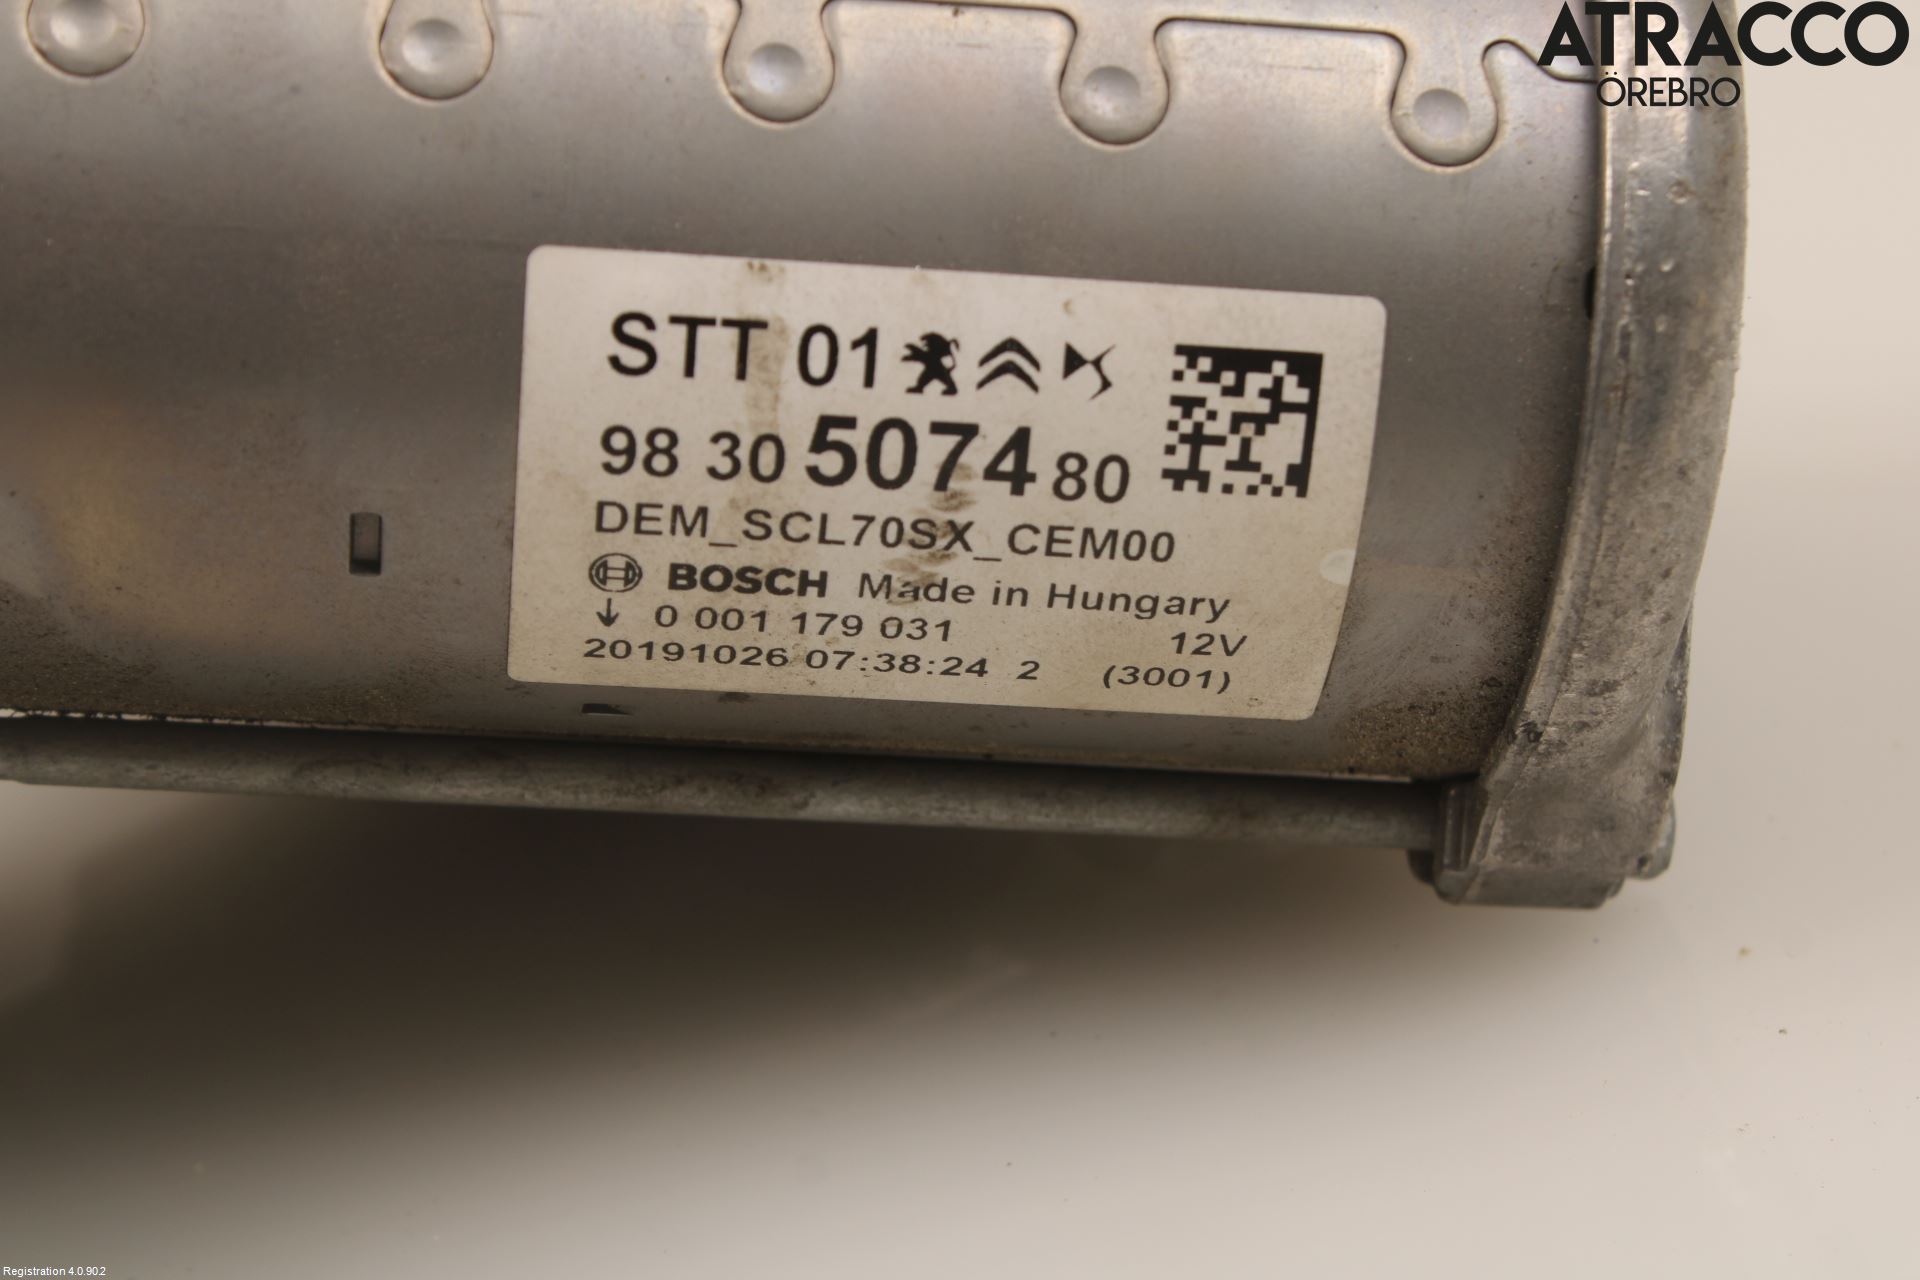 ATRACCO
ÖREBRO
STT 01
98 30 5074 80
DEM_SCL70SX_CEM00
BOSCH Made in Hungary
↓ 0 001 179 031 12V
20191026 07:38:24 2 (3001)
Registration 4.0.90.2